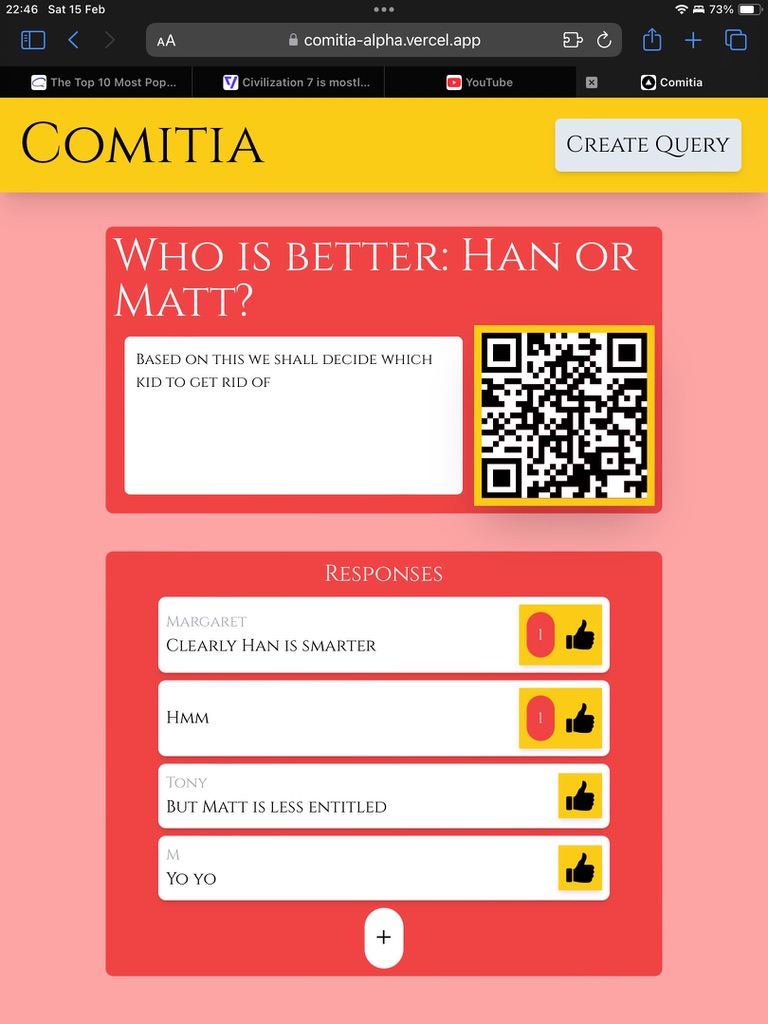 22:46 Sat 15 Feb
73%
AA
comitia-alpha.vercel.app
The Top 10 Most Pop...
Civilization 7 is mostl...
YouTube
Comitia
Comitia
Create Query
Who is better: Han or
Matt?
Based on this we shall decide which
kid to get rid of
Responses
Margaret
Clearly Han is smarter
1
Hmm
1
Tony
But Matt is less entitled
M
Yo yo
+